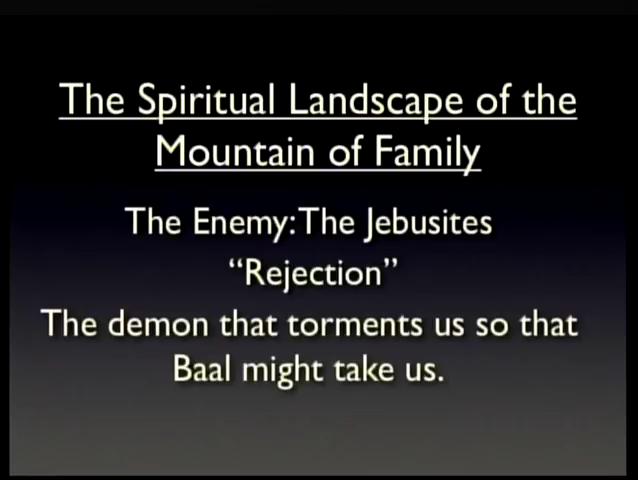 The Spiritual Landscape of the
Mountain of Family
The Enemy:The Jebusites
“Rejection”
The demon that torments us so that
Baal might take us.